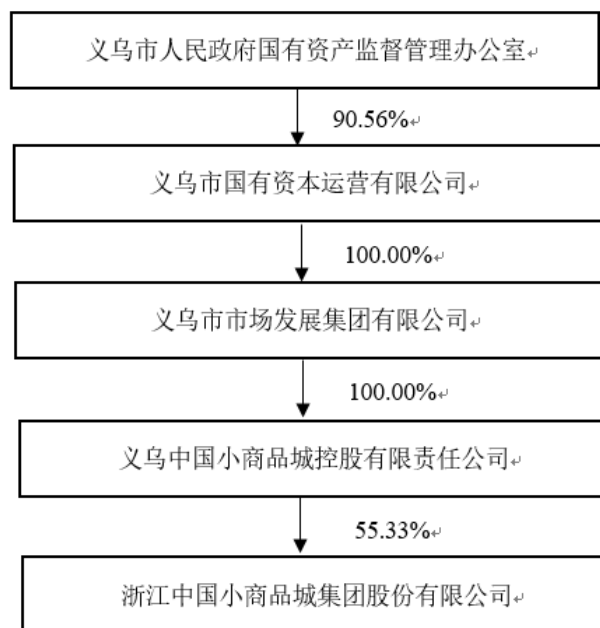 义乌市人民政府国有资产监督管理办公室↵
90.56%↵
义乌市国有资本运营有限公司↵
100.00%↵
义乌市市场发展集团有限公司↵
100.00%↵
义乌中国小商品城控股有限责任公司↵
55.33%↵
浙江中国小商品城集团股份有限公司↵